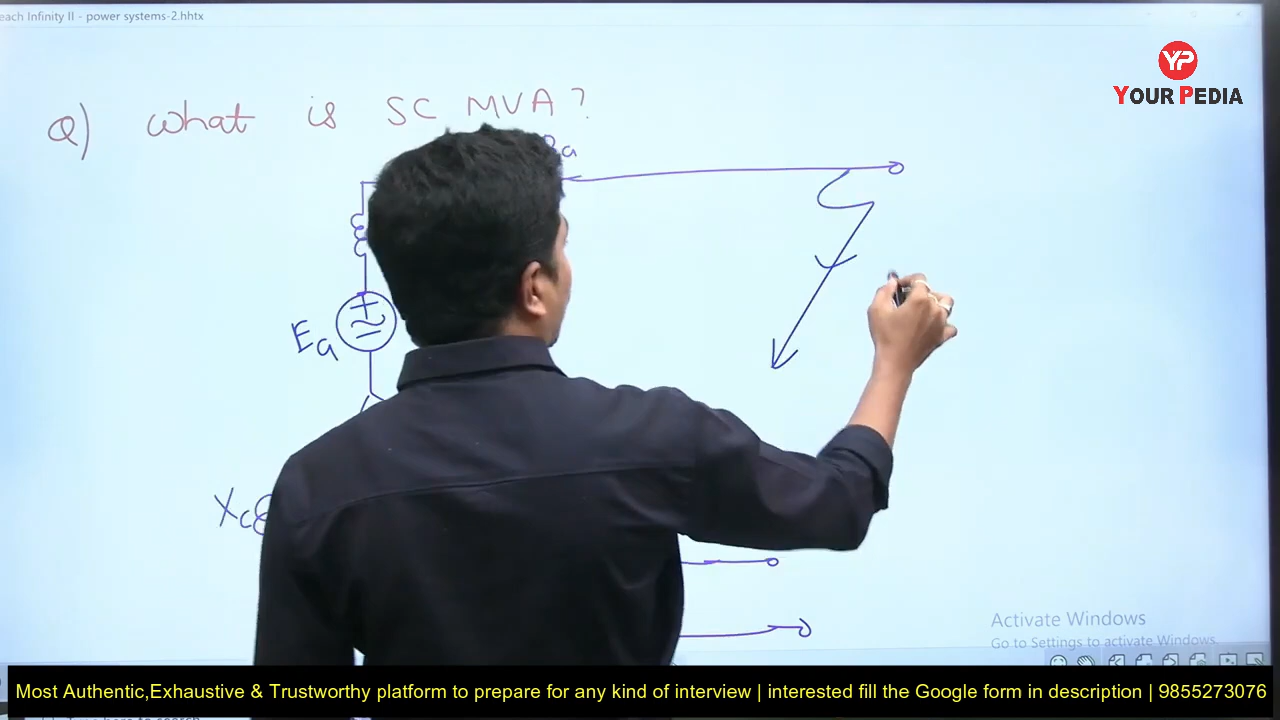 each Infinity II - power systems-2.hhtx
YP
YOUR PEDIA
Q) What is SC MVA?
Ea
Activate Windows
Go to Settings to activate Windows.
Most Authentic,Exhaustive & Trustworthy platform to prepare for any kind of interview | interested fill the Google form in description | 9855273076